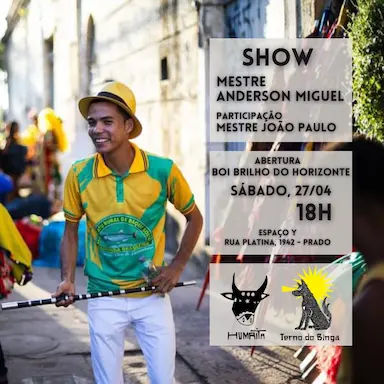 SHOW
MESTRE
ANDERSON MIGUEL
PARTICIPAÇÃO
MESTRE JOÃO PAULO
ABERTURA
BOI BRILHO DO HORIZONTE
SÁBADO, 27/04
18H
ESPAÇO Y
RUA PLATINA, 1942 - PRADO
HUMAITÁ
Terno do Binga